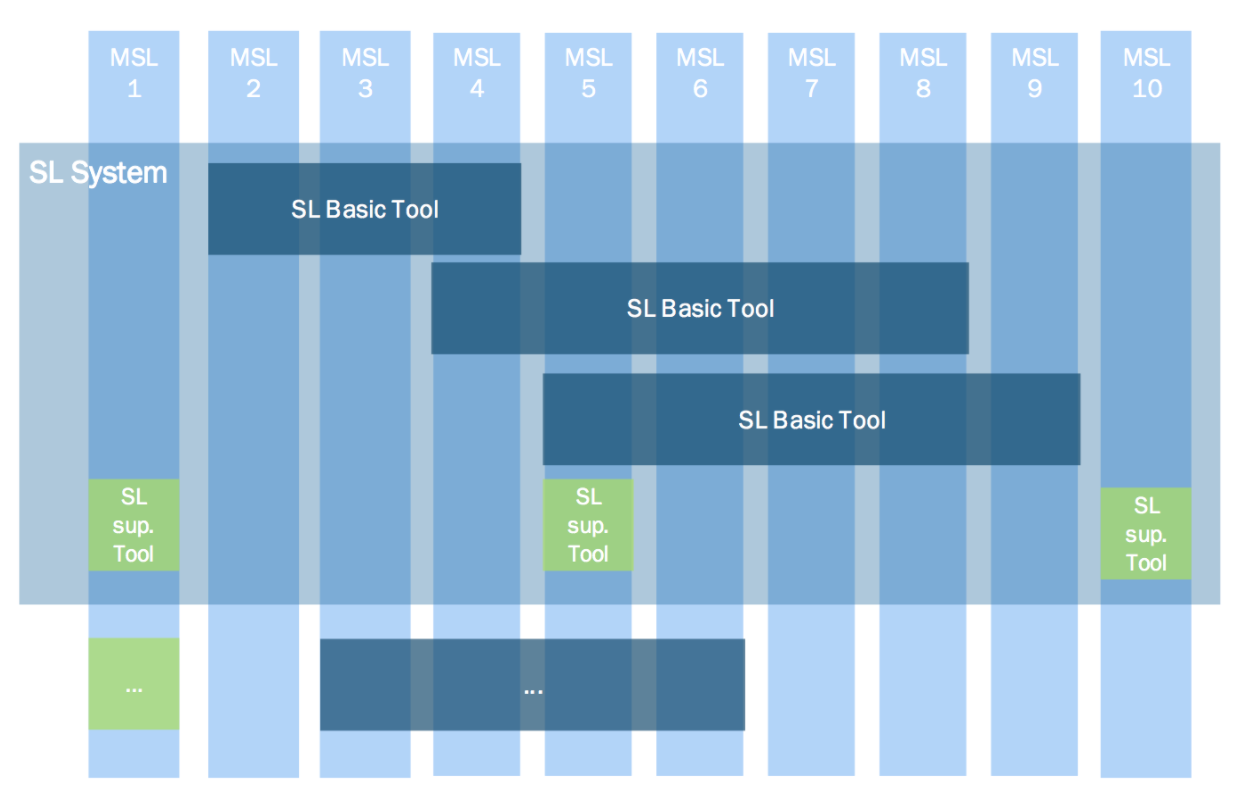 MSL
1
MSL
2
MSL
3
MSL
4
MSL
5
MSL
6
MSL
7
MSL
8
MSL
9
MSL
10
SL System
SL Basic Tool
SL Basic Tool
SL Basic Tool
SL
sup.
Tool
SL
sup.
Tool
SL
sup.
Tool
...
...